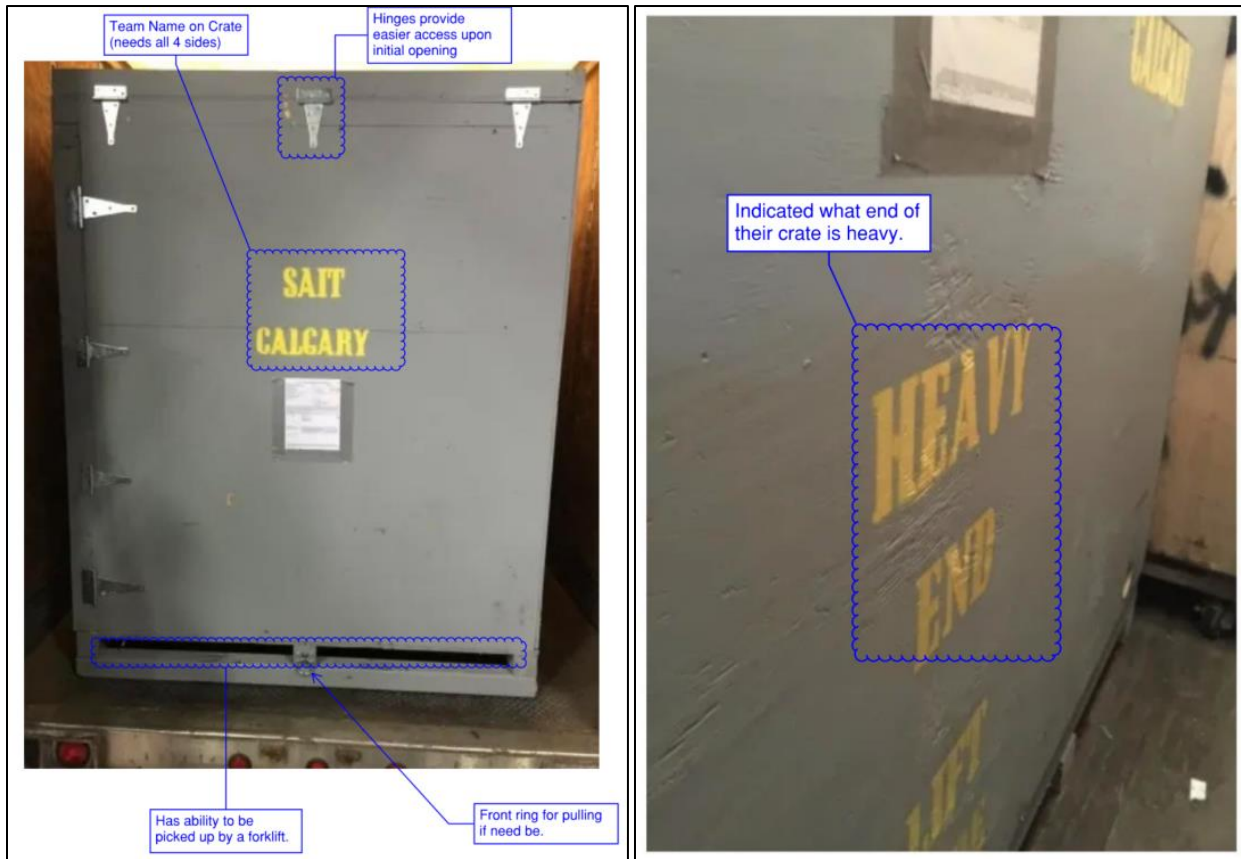 Team Name on Crate
(needs all 4 sides)
Hinges provide
easier access upon
initial opening
SAIT
CALGARY
Has ability to be
picked up by a forklift.
Front ring for pulling
if need be.
CALGARY
Indicated what end of
their crate is heavy.
HEAVY
END
LIFT